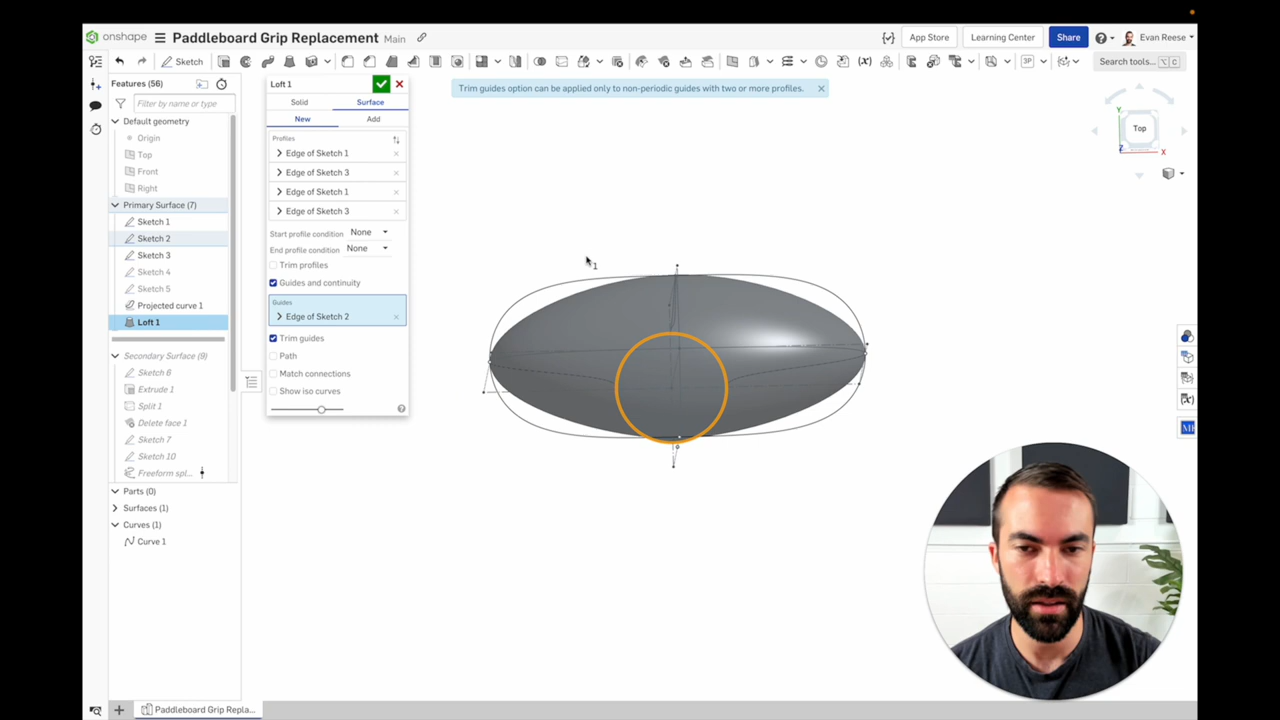 onshape
Paddleboard Grip Replacement Main
App Store
Learning Center
Share
Evan Reese
Sketch
Search tools...
⌥ C
Features (56)
Filter by name or type
Default geometry
Origin
Top
Front
Right
Primary Surface (7)
Sketch 1
Sketch 2
Sketch 3
Sketch 4
Sketch 5
Projected curve 1
Loft 1
Secondary Surface (9)
Sketch 6
Extrude 1
Split 1
Delete face 1
Sketch 7
Sketch 10
Freeform spl...
Parts (0)
Surfaces (1)
Curves (1)
Curve 1
Loft 1
Solid
Surface
New
Add
Profiles
Edge of Sketch 1
Edge of Sketch 3
Edge of Sketch 1
Edge of Sketch 3
Start profile condition None
End profile condition None
Trim profiles
Guides and continuity
Guides
Edge of Sketch 2
Trim guides
Path
Match connections
Show iso curves
Trim guides option can be applied only to non-periodic guides with two or more profiles.
Y
Top
Z
X
1
Paddleboard Grip Repla...